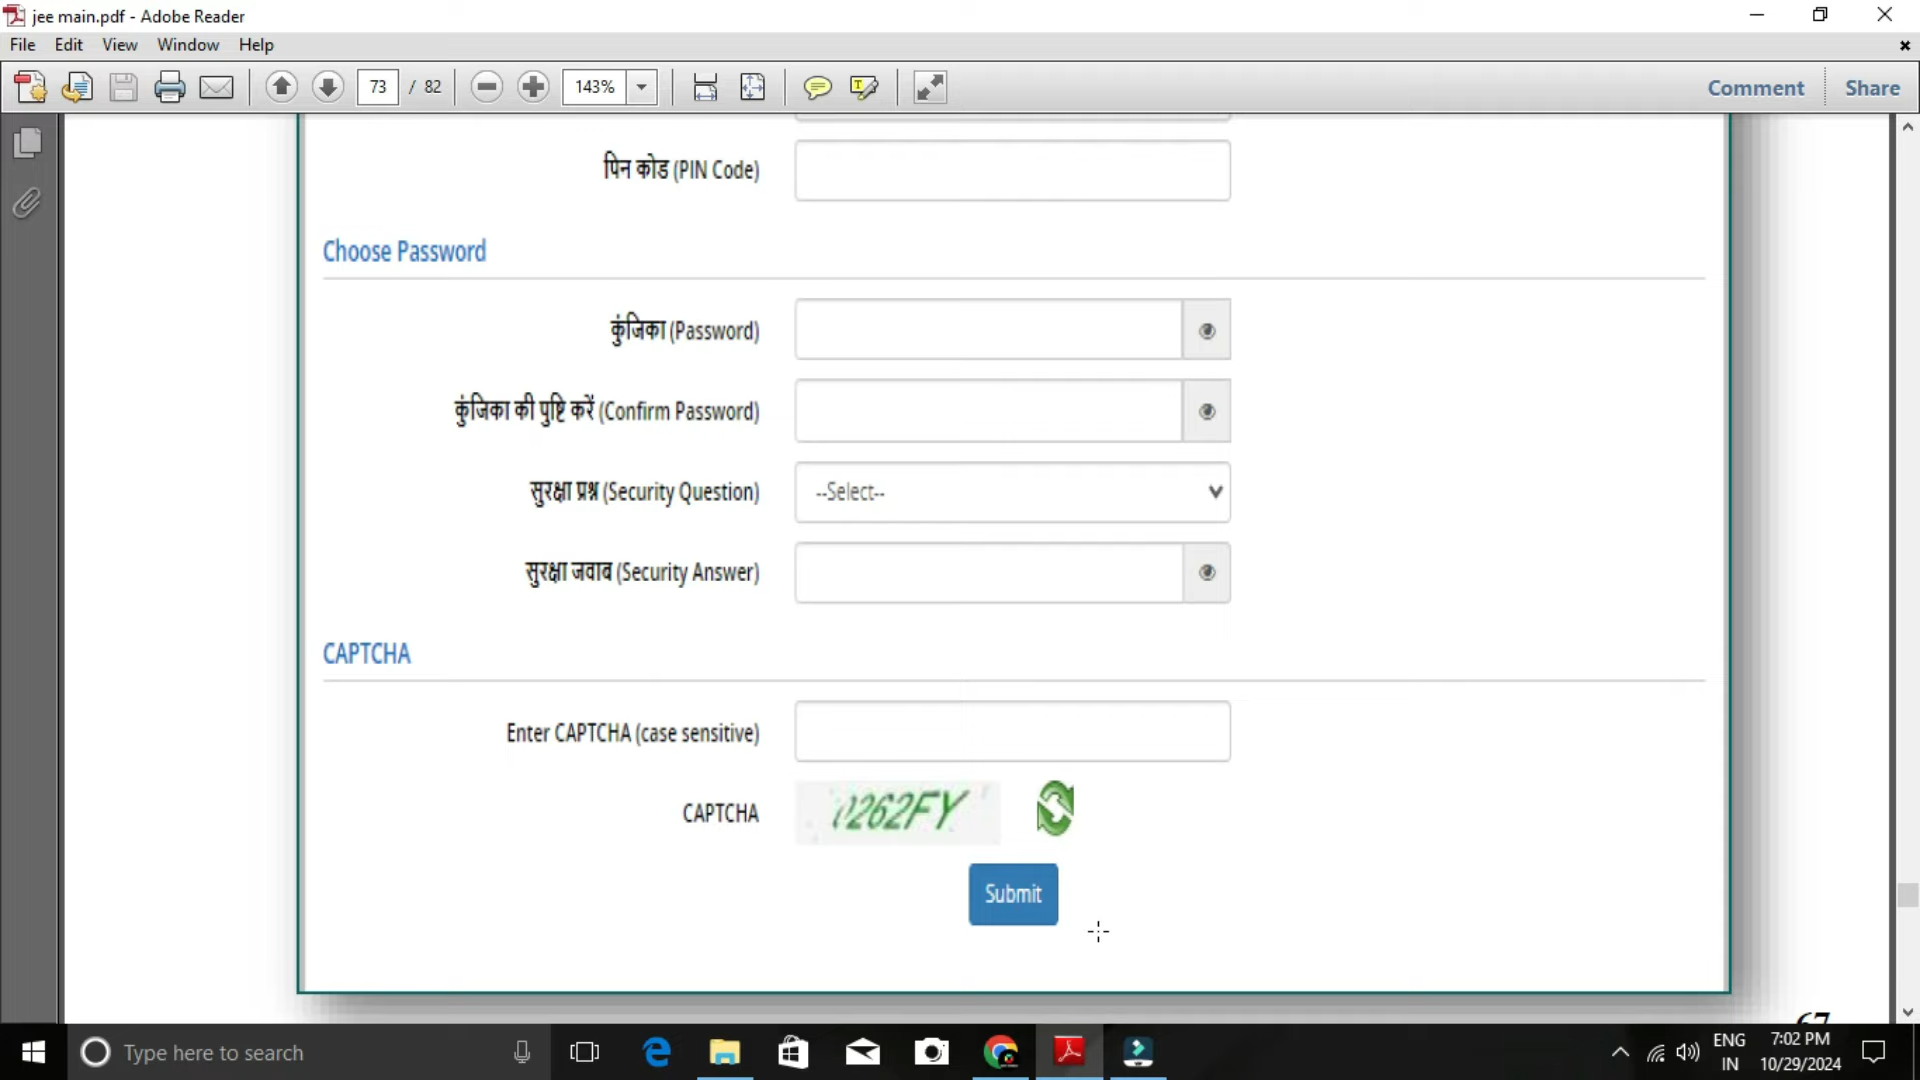 jee main.pdf - Adobe Reader
File Edit View Window Help
73 / 82 143% Comment Share
पिन कोड (PIN Code)
Choose Password
कुंजिका (Password)
कुंजिका की पुष्टि करें (Confirm Password)
सुरक्षा प्रश्न (Security Question) --Select--
सुरक्षा जवाब (Security Answer)
CAPTCHA
Enter CAPTCHA (case sensitive)
CAPTCHA
Submit
Type here to search
ENG 7:02 PM
IN 10/29/2024